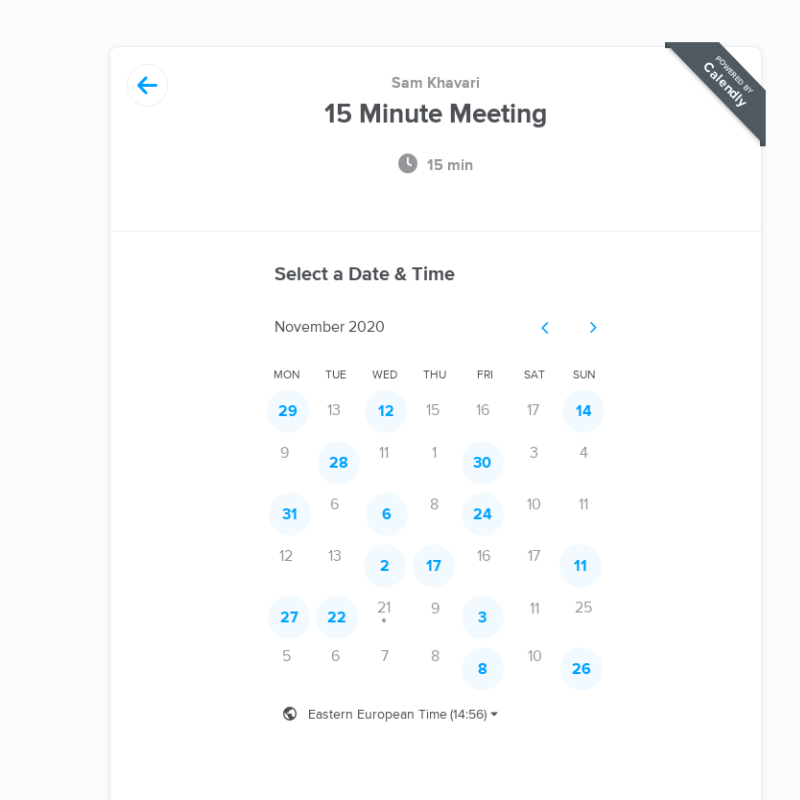 POWERED BY
Calendly
Sam Khavari
15 Minute Meeting
15 min
Select a Date & Time
November 2020
MON TUE WED THU FRI SAT SUN
29 13 12 15 16 17 14
9 28 11 1 30 3 4
31 6 6 8 24 10 11
12 13 2 17 16 17 11
27 22 21 9 3 11 25
5 6 7 8 8 10 26
Eastern European Time (14:56)